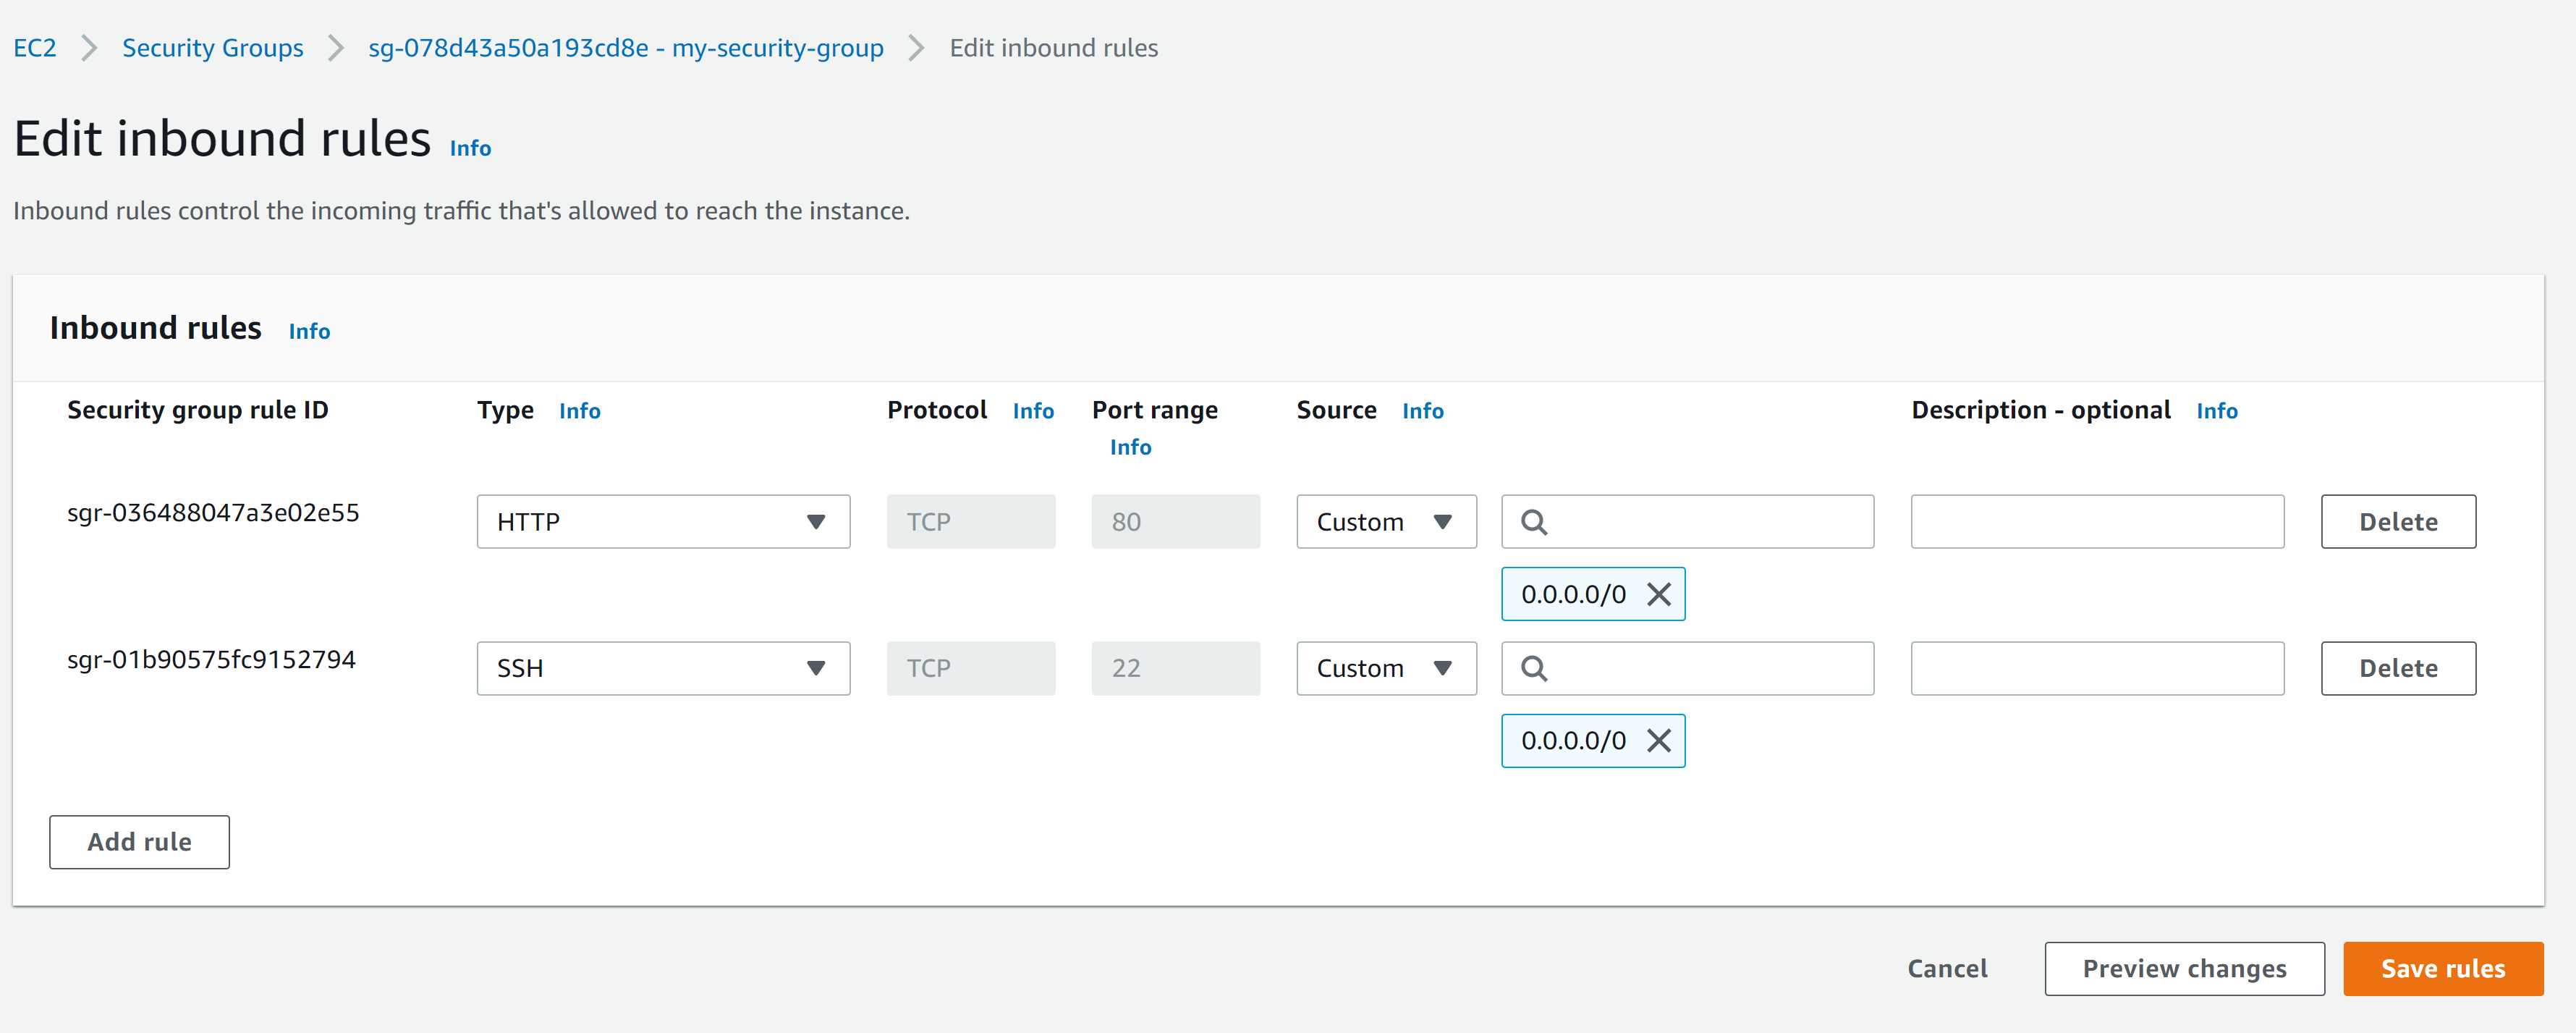 EC2 Security Groups sg-078d43a50a193cd8e - my-security-group Edit inbound rules
Edit inbound rules Info
Inbound rules control the incoming traffic that's allowed to reach the instance.
Inbound rules Info
Security group rule ID Type Info Protocol Info Port range Source Info Description - optional Info
Info
sgr-036488047a3e02e55 HTTP TCP 80 Custom Delete
0.0.0.0/0
sgr-01b90575fc9152794 SSH TCP 22 Custom Delete
0.0.0.0/0
Add rule
Cancel Preview changes Save rules